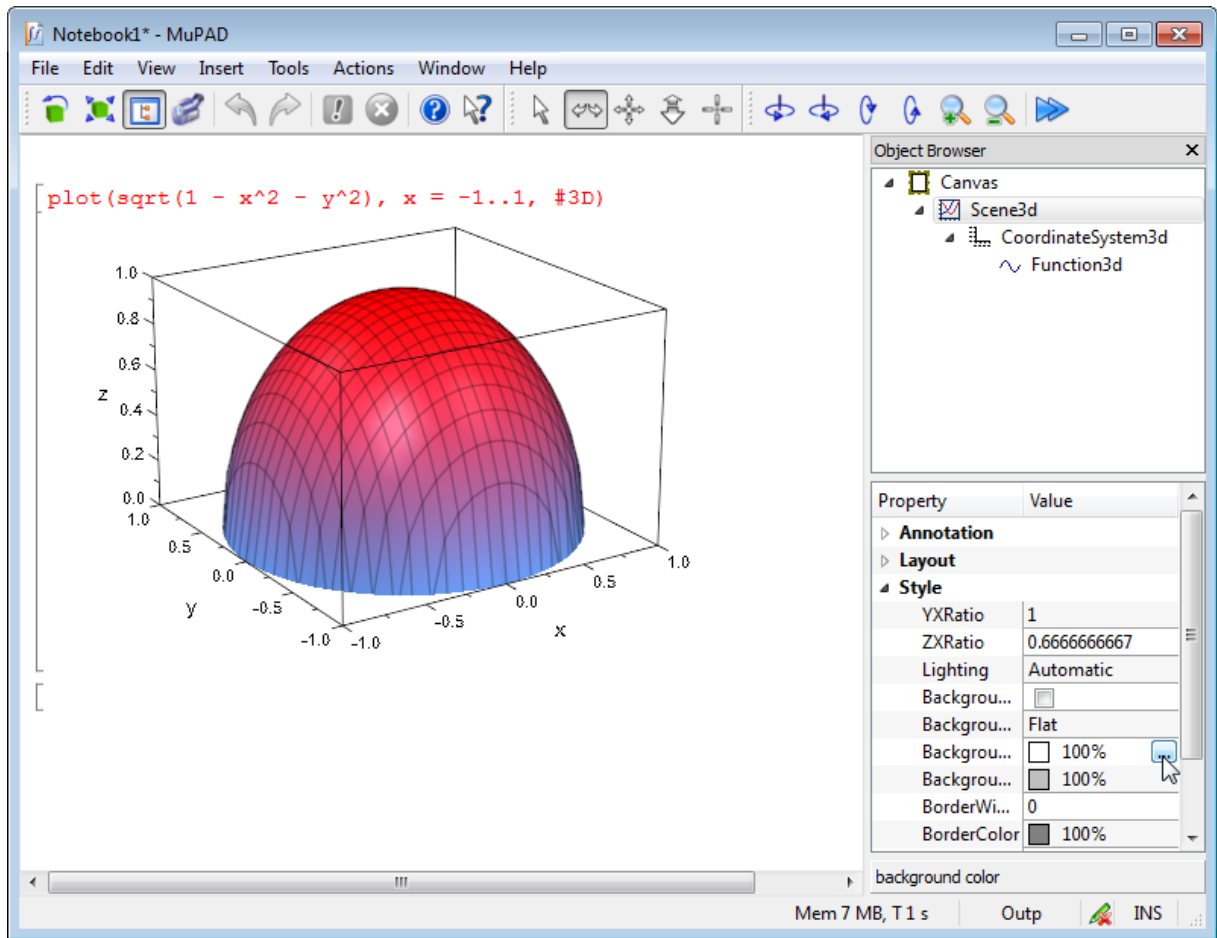 Notebook1* - MuPAD
File Edit View Insert Tools Actions Window Help
plot(sqrt(1 - x^2 - y^2), x = -1..1, #3D)
1.0
0.8
0.6
z
0.4
0.2
0.0
1.0
0.5
0.0
y
-0.5
-1.0
-1.0
-0.5
0.0
x
0.5
1.0
Object Browser
Canvas
Scene3d
CoordinateSystem3d
Function3d
Property Value
Annotation
Layout
Style
YXRatio 1
ZXRatio 0.6666666667
Lighting Automatic
Backgrou...
Backgrou... Flat
Backgrou... 100% ...
Backgrou... 100%
BorderWi... 0
BorderColor 100%
background color
Mem 7 MB, T 1 s Outp INS